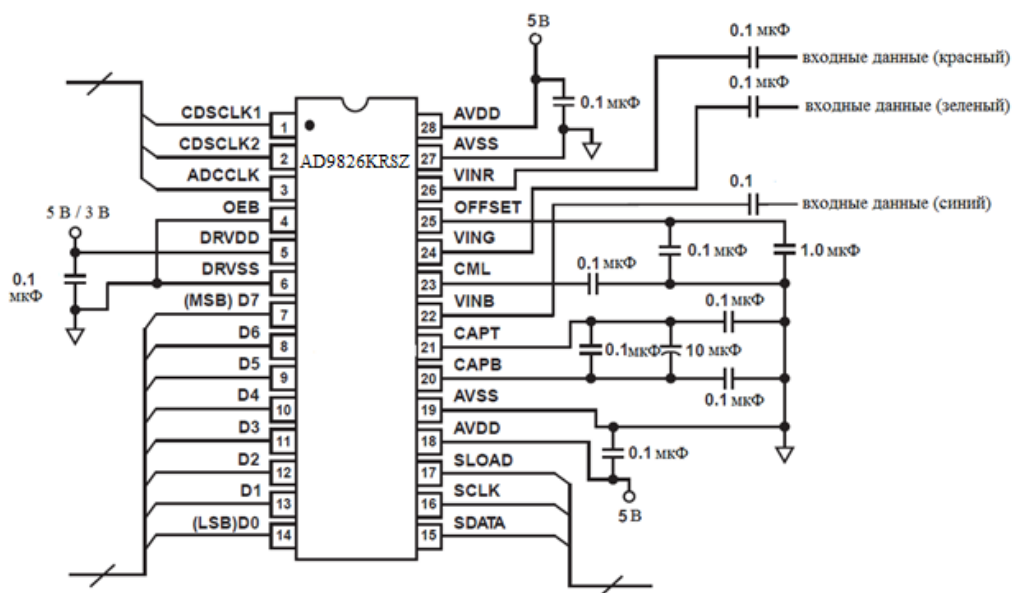 5 В
0.1 мкФ
входные данные (красный)
0.1 мкФ
входные данные (зеленый)
0.1 мкФ
CDSCLK1 1
28 AVDD
AD9826KRSZ
CDSCLK2 2
27 AVSS
ADCCLK 3
26 VINR
0.1
входные данные (синий)
5 В / 3 В
OEB 4
25 OFFSET
DRVDD 5
24 VING
0.1 мкФ
1.0 мкФ
0.1
мкФ
DRVSS 6
23 CML
0.1 мкФ
(MSB) D7 7
22 VINB
0.1 мкФ
D6 8
21 CAPT
0.1 мкФ
10 мкФ
D5 9
20 CAPB
0.1 мкФ
D4 10
19 AVSS
D3 11
18 AVDD
0.1 мкФ
D2 12
17 SLOAD
D1 13
16 SCLK
5 В
(LSB)D0 14
15 SDATA